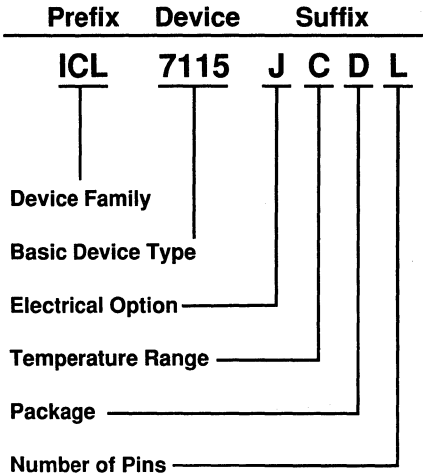 Prefix Device Suffix
ICL 7115 J C D L
Device Family
Basic Device Type
Electrical Option
Temperature Range
Package
Number of Pins